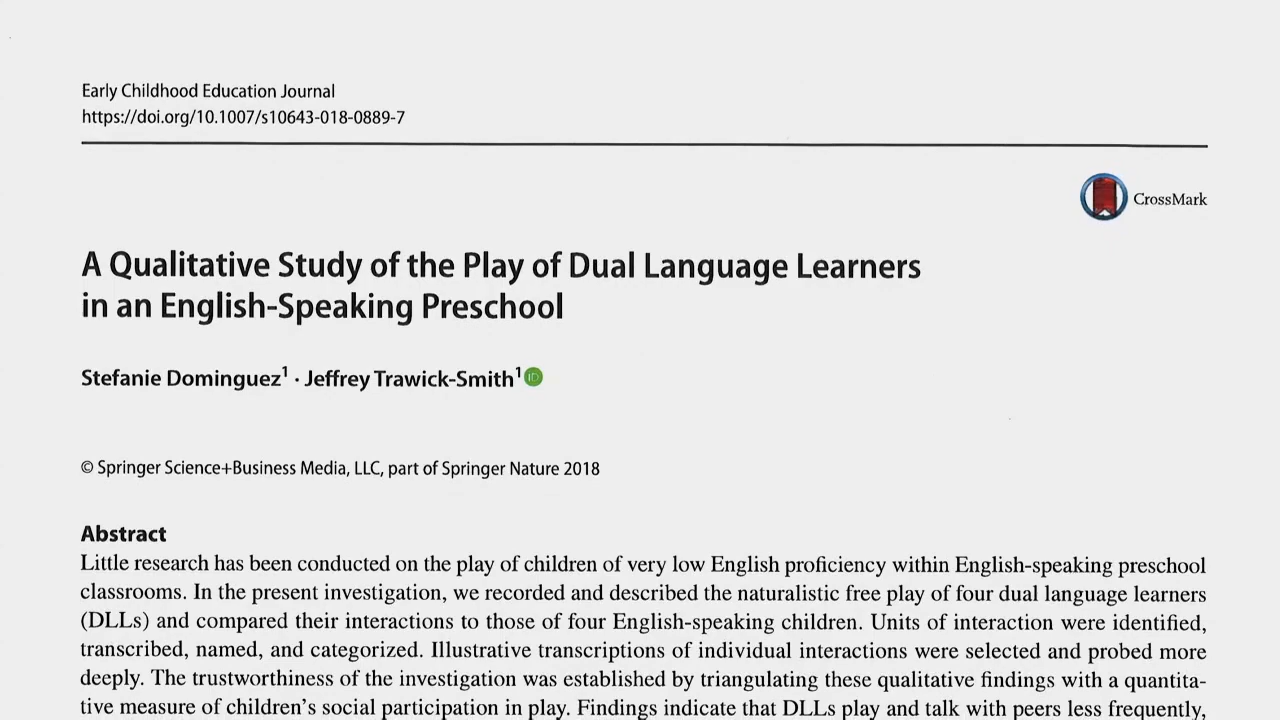 Early Childhood Education Journal
https://doi.org/10.1007/s10643-018-0889-7
CrossMark
A Qualitative Study of the Play of Dual Language Learners
in an English-Speaking Preschool
Stefanie Dominguez¹ · Jeffrey Trawick-Smith¹ iD
© Springer Science+Business Media, LLC, part of Springer Nature 2018
Abstract
Little research has been conducted on the play of children of very low English proficiency within English-speaking preschool
classrooms. In the present investigation, we recorded and described the naturalistic free play of four dual language learners
(DLLs) and compared their interactions to those of four English-speaking children. Units of interaction were identified,
transcribed, named, and categorized. Illustrative transcriptions of individual interactions were selected and probed more
deeply. The trustworthiness of the investigation was established by triangulating these qualitative findings with a quantita-
tive measure of children's social participation in play. Findings indicate that DLLs play and talk with peers less frequently,